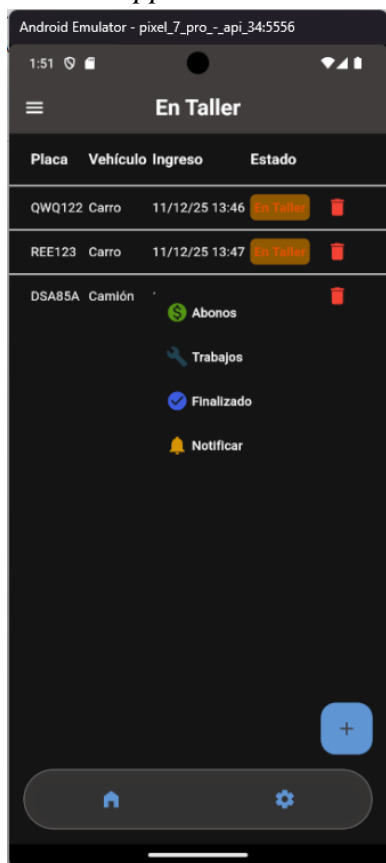 Android Emulator - pixel_7_pro_-_api_34:5556
1:51
En Taller
Placa Vehículo Ingreso Estado
QWQ122 Carro 11/12/25 13:46 En Taller
REE123 Carro 11/12/25 13:47 En Taller
DSA85A Camión
Abonos
Trabajos
Finalizado
Notificar